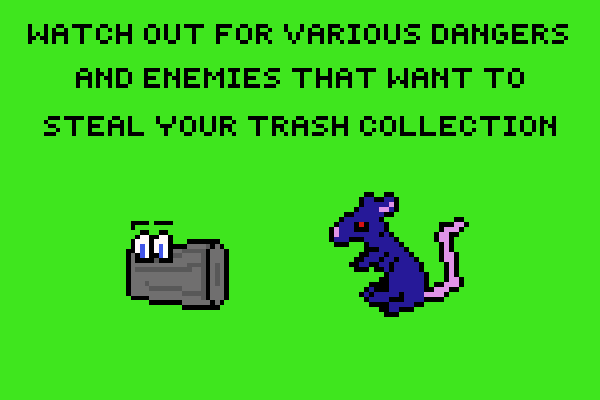 WATCH OUT FOR VARIOUS DANGERS
AND ENEMIES THAT WANT TO
STEAL YOUR TRASH COLLECTION